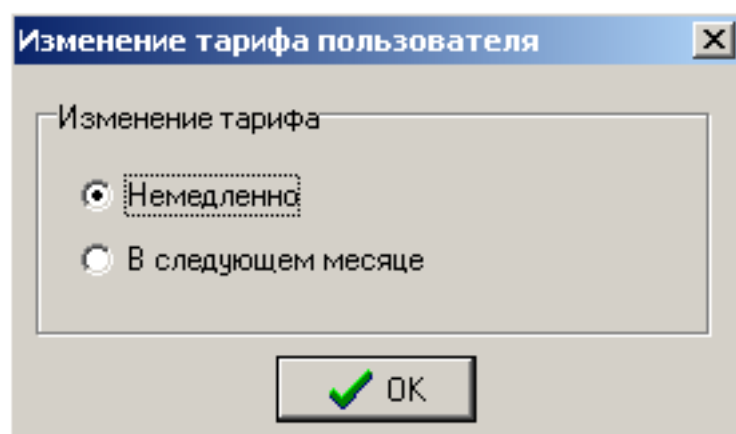 Изменение тарифа пользователя
Изменение тарифа
Немедленно
В следующем месяце
OK